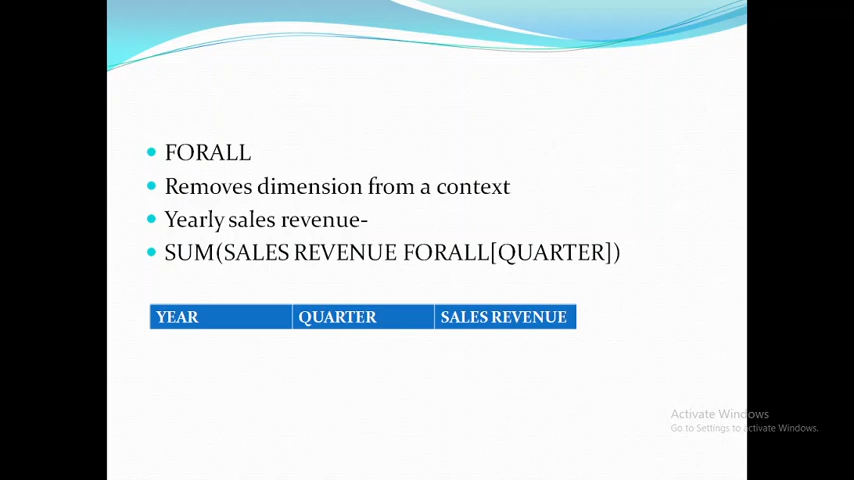 FORALL
Removes dimension from a context
Yearly sales revenue-
SUM(SALES REVENUE FORALL[QUARTER])
YEAR QUARTER SALES REVENUE
Activate Windows
Go to Settings to activate Windows.